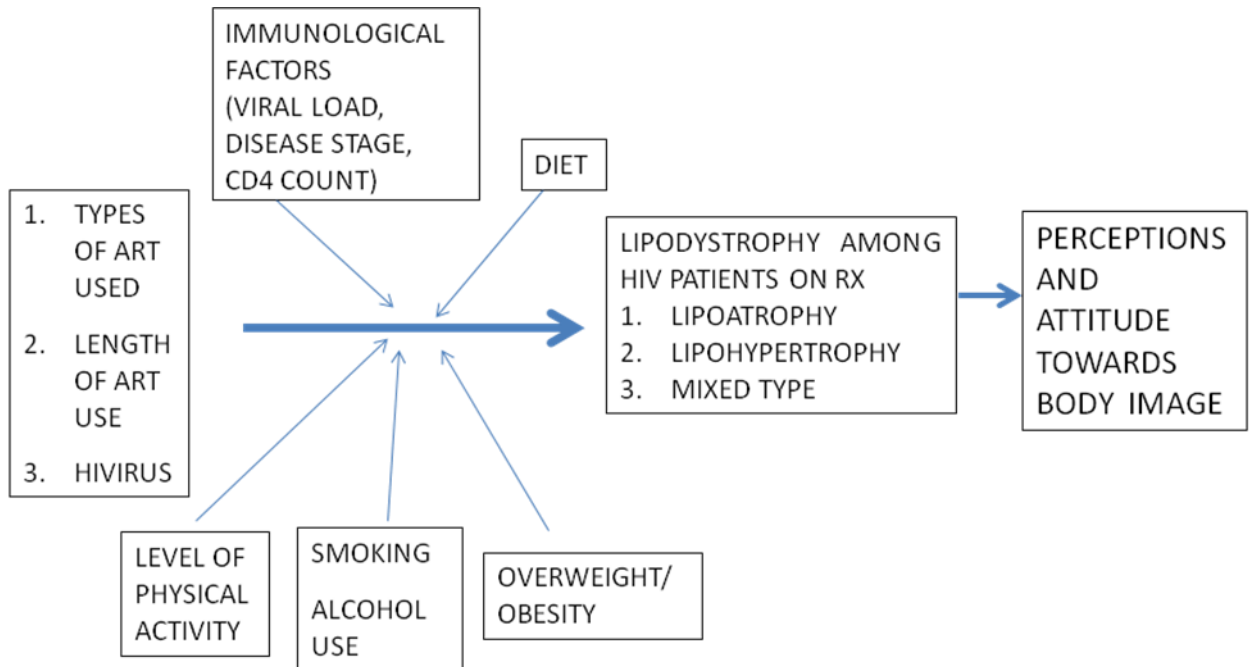 IMMUNOLOGICAL
FACTORS
(VIRAL LOAD,
DISEASE STAGE,
CD4 COUNT)
DIET
1. TYPES
OF ART
USED
2. LENGTH
OF ART
USE
3. HIVIRUS
LIPODYSTROPHY AMONG
HIV PATIENTS ON RX
1. LIPOATROPHY
2. LIPOHYPERTROPHY
3. MIXED TYPE
PERCEPTIONS
AND
ATTITUDE
TOWARDS
BODY IMAGE
LEVEL OF
PHYSICAL
ACTIVITY
SMOKING
ALCOHOL
USE
OVERWEIGHT/
OBESITY